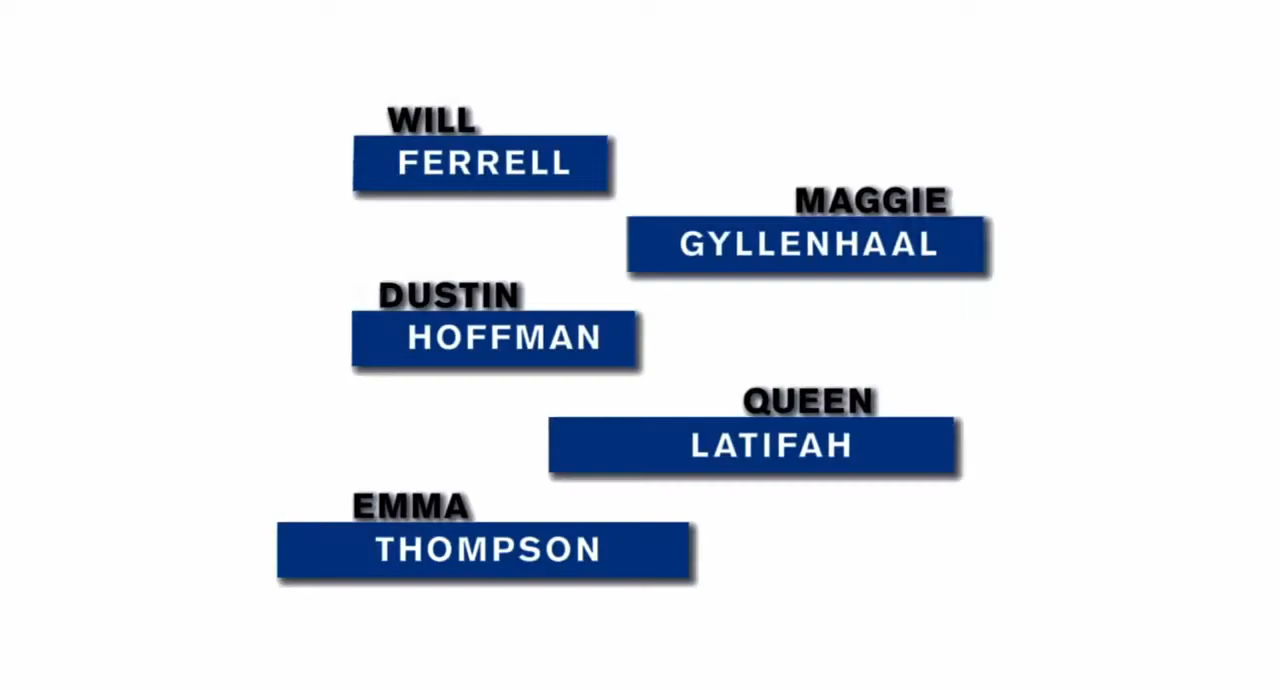 WILL
FERRELL
MAGGIE
GYLLENHAAL
DUSTIN
HOFFMAN
QUEEN
LATIFAH
EMMA
THOMPSON